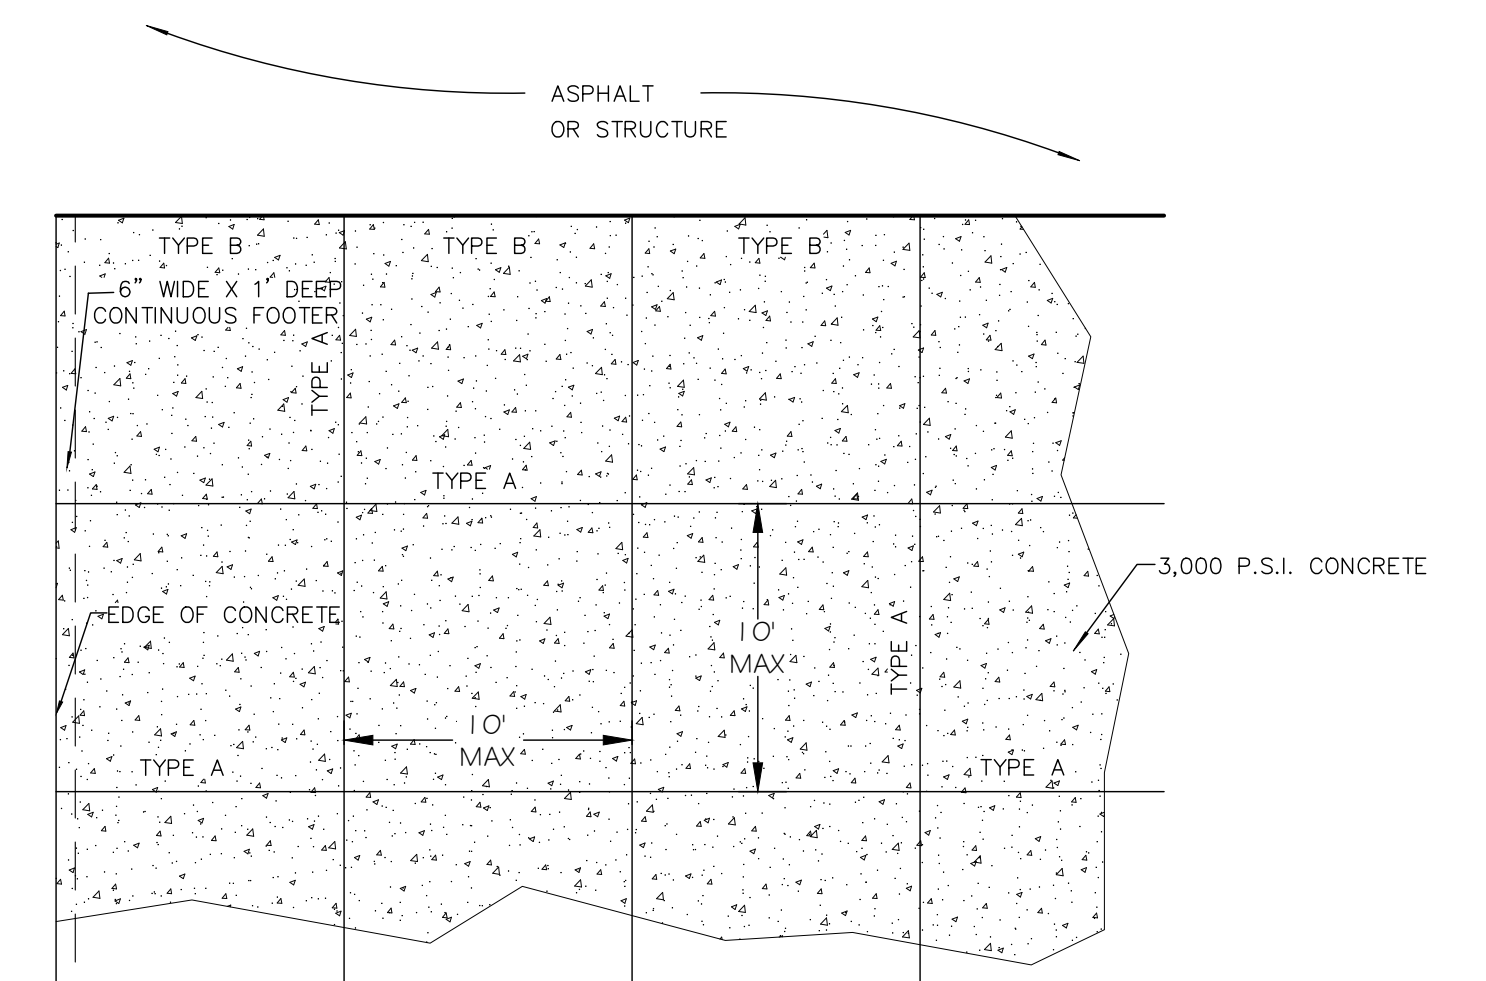 ASPHALT
OR STRUCTURE
TYPE B
TYPE B
TYPE B
6” WIDE X 1’ DEEP
CONTINUOUS FOOTER
TYPE A
TYPE A
3,000 P.S.I. CONCRETE
EDGE OF CONCRETE
10'
MAX
TYPE A
10'
MAX
TYPE A
TYPE A